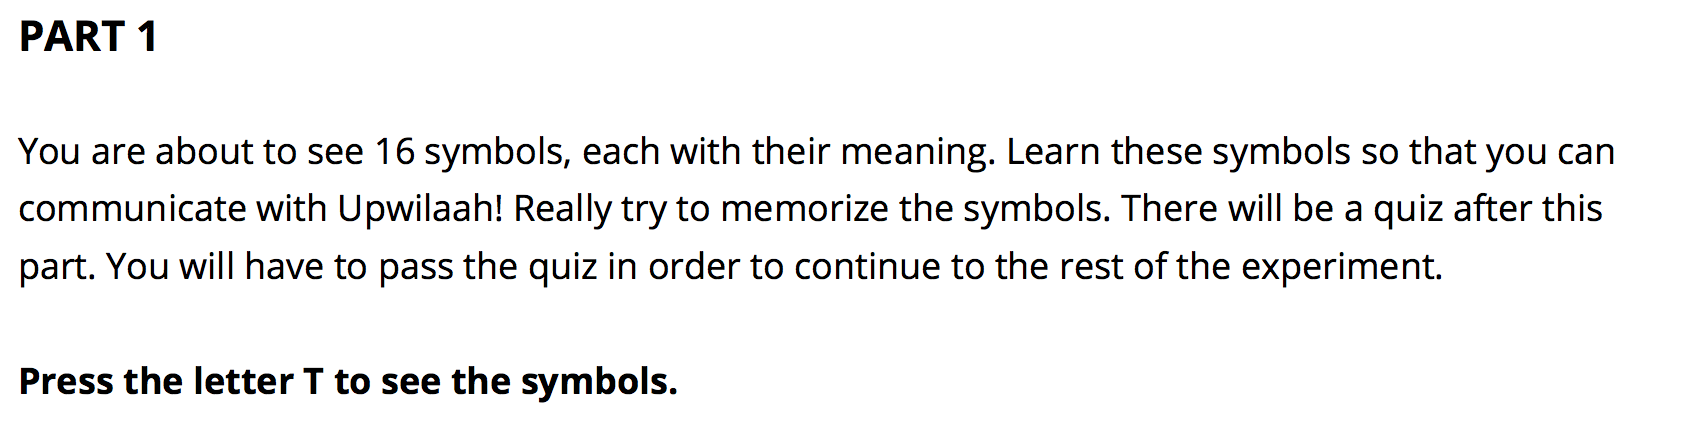 PART 1
You are about to see 16 symbols, each with their meaning. Learn these symbols so that you can
communicate with Upwilaah! Really try to memorize the symbols. There will be a quiz after this
part. You will have to pass the quiz in order to continue to the rest of the experiment.
Press the letter T to see the symbols.